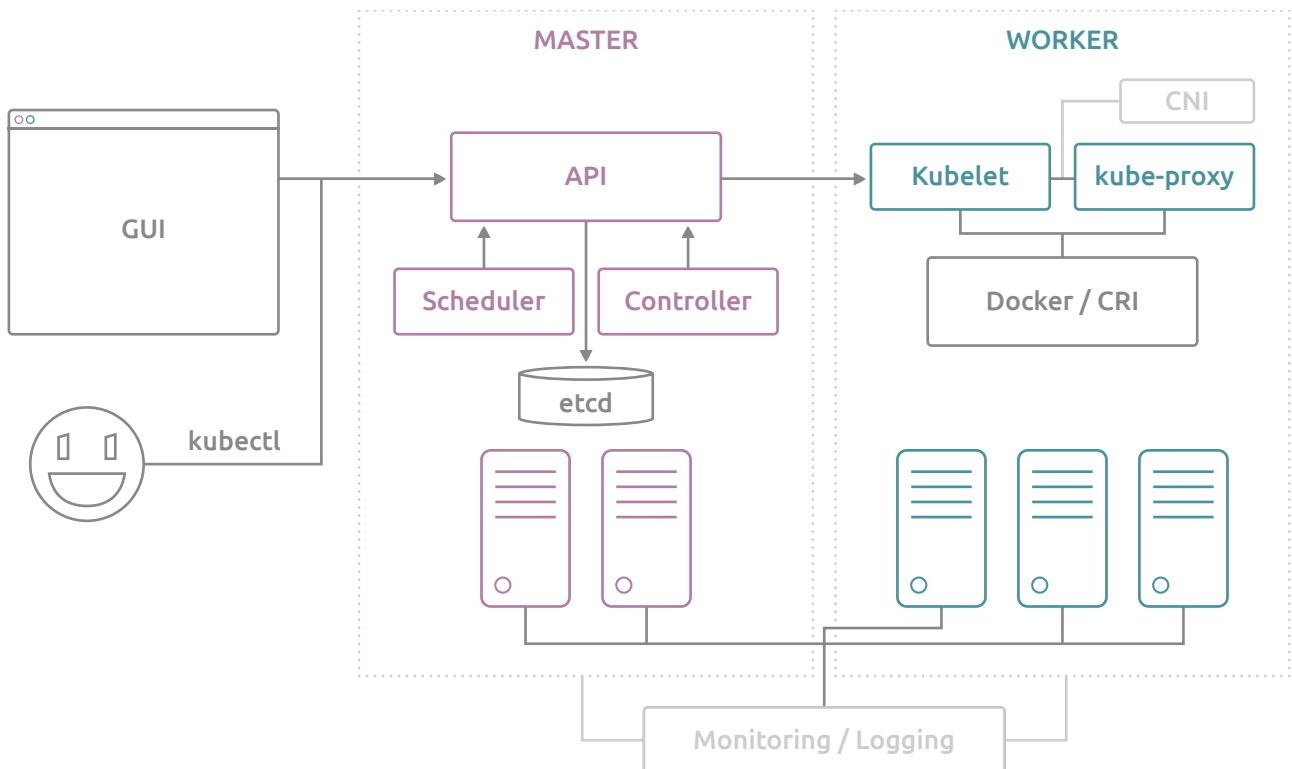 MASTER
WORKER
CNI
API
Kubelet
kube-proxy
GUI
Scheduler
Controller
Docker / CRI
etcd
kubectl
Monitoring / Logging